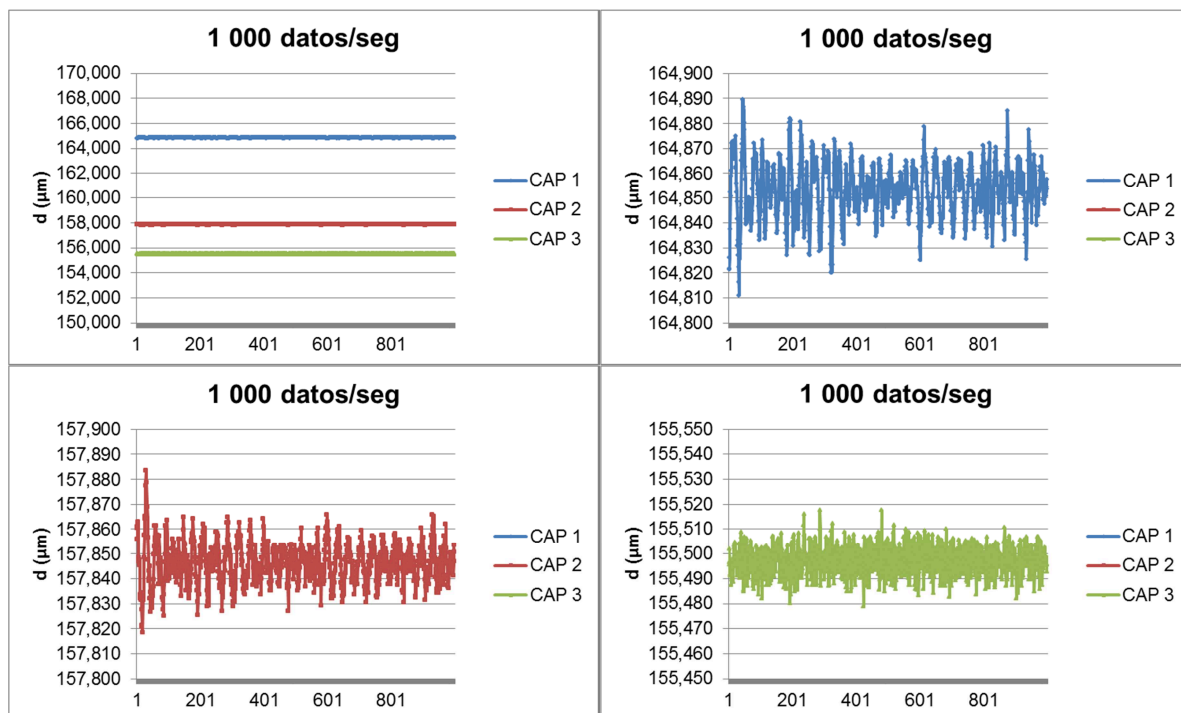 1 000 datos/seg
d (µm)
170,000
168,000
166,000
164,000
162,000
160,000
158,000
156,000
154,000
152,000
150,000
1 201 401 601 801
CAP 1
CAP 2
CAP 3
1 000 datos/seg
d (µm)
164,900
164,890
164,880
164,870
164,860
164,850
164,840
164,830
164,820
164,810
164,800
1 201 401 601 801
CAP 1
CAP 2
CAP 3
1 000 datos/seg
d (µm)
157,900
157,890
157,880
157,870
157,860
157,850
157,840
157,830
157,820
157,810
157,800
1 201 401 601 801
CAP 1
CAP 2
CAP 3
1 000 datos/seg
d (µm)
155,550
155,540
155,530
155,520
155,510
155,500
155,490
155,480
155,470
155,460
155,450
1 201 401 601 801
CAP 1
CAP 2
CAP 3